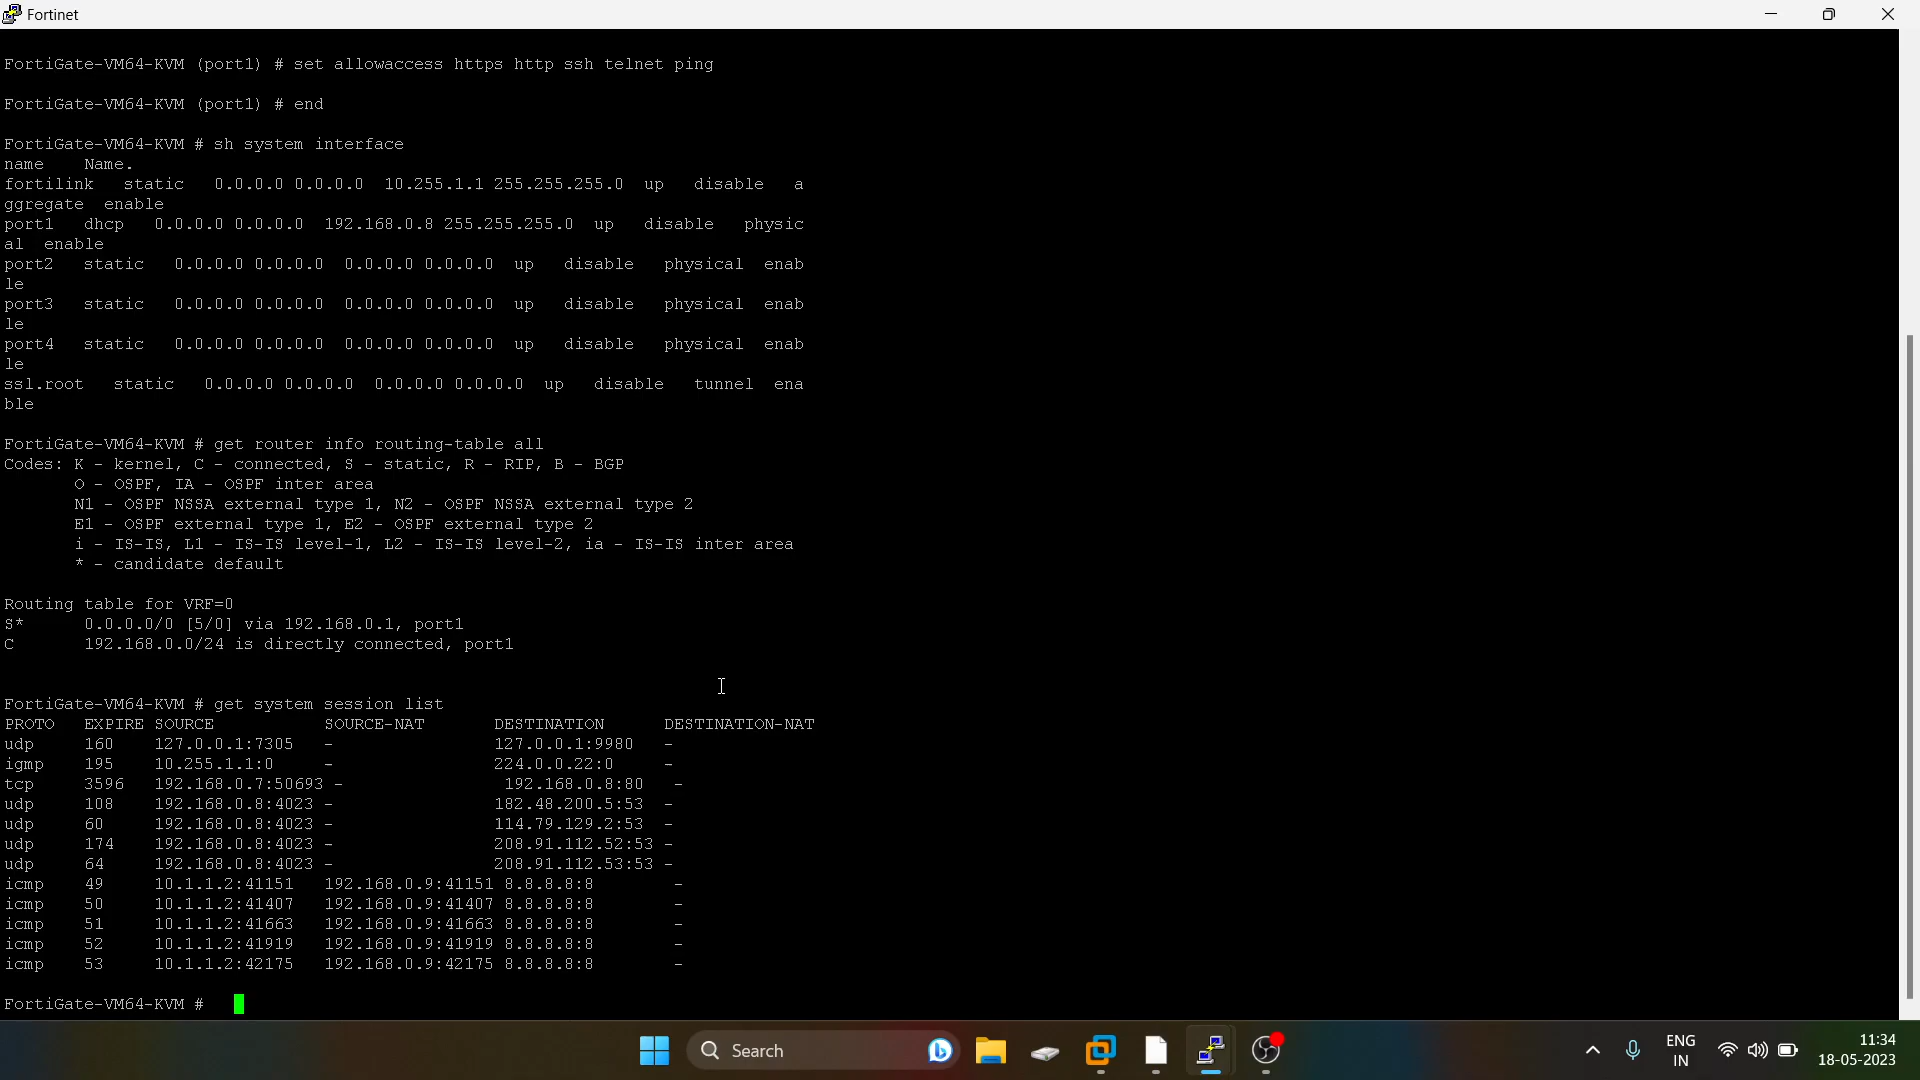 Fortinet
FortiGate-VM64-KVM (port1) # set allowaccess https http ssh telnet ping
FortiGate-VM64-KVM (port1) # end
FortiGate-VM64-KVM # sh system interface
name    Name.
fortilink   static   0.0.0.0 0.0.0.0  10.255.1.1 255.255.255.0  up   disable   a
ggregate  enable
port1   dhcp   0.0.0.0 0.0.0.0  192.168.0.8 255.255.255.0  up   disable   physic
al  enable
port2   static   0.0.0.0 0.0.0.0  0.0.0.0 0.0.0.0  up   disable   physical  enab
le
port3   static   0.0.0.0 0.0.0.0  0.0.0.0 0.0.0.0  up   disable   physical  enab
le
port4   static   0.0.0.0 0.0.0.0  0.0.0.0 0.0.0.0  up   disable   physical  enab
le
ssl.root   static   0.0.0.0 0.0.0.0  0.0.0.0 0.0.0.0  up   disable   tunnel  ena
ble
FortiGate-VM64-KVM # get router info routing-table all
Codes: K - kernel, C - connected, S - static, R - RIP, B - BGP
       O - OSPF, IA - OSPF inter area
       N1 - OSPF NSSA external type 1, N2 - OSPF NSSA external type 2
       E1 - OSPF external type 1, E2 - OSPF external type 2
       i - IS-IS, L1 - IS-IS level-1, L2 - IS-IS level-2, ia - IS-IS inter area
       * - candidate default
Routing table for VRF=0
S*      0.0.0.0/0 [5/0] via 192.168.0.1, port1
C       192.168.0.0/24 is directly connected, port1
FortiGate-VM64-KVM # get system session list
PROTO   EXPIRE SOURCE           SOURCE-NAT       DESTINATION      DESTINATION-NAT
udp     160    127.0.0.1:7305   -                127.0.0.1:9980   -
igmp    195    10.255.1.1:0     -                224.0.0.22:0     -
tcp     3596   192.168.0.7:50693 -                192.168.0.8:80   -
udp     108    192.168.0.8:4023 -                182.48.200.5:53  -
udp     60     192.168.0.8:4023 -                114.79.129.2:53  -
udp     174    192.168.0.8:4023 -                208.91.112.52:53 -
udp     64     192.168.0.8:4023 -                208.91.112.53:53 -
icmp    49     10.1.1.2:41151   192.168.0.9:41151 8.8.8.8:8        -
icmp    50     10.1.1.2:41407   192.168.0.9:41407 8.8.8.8:8        -
icmp    51     10.1.1.2:41663   192.168.0.9:41663 8.8.8.8:8        -
icmp    52     10.1.1.2:41919   192.168.0.9:41919 8.8.8.8:8        -
icmp    53     10.1.1.2:42175   192.168.0.9:42175 8.8.8.8:8        -
FortiGate-VM64-KVM #
Search
ENG
IN
11:34
18-05-2023